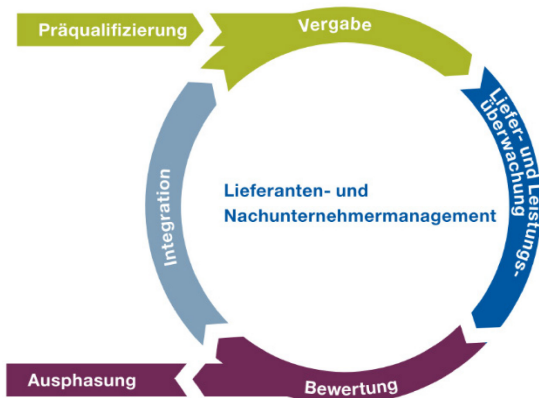 Präqualifizierung
Vergabe
Liefer- und Leistungs-
überwachung
Lieferanten- und
Nachunternehmermanagement
Integration
Bewertung
Ausphasung